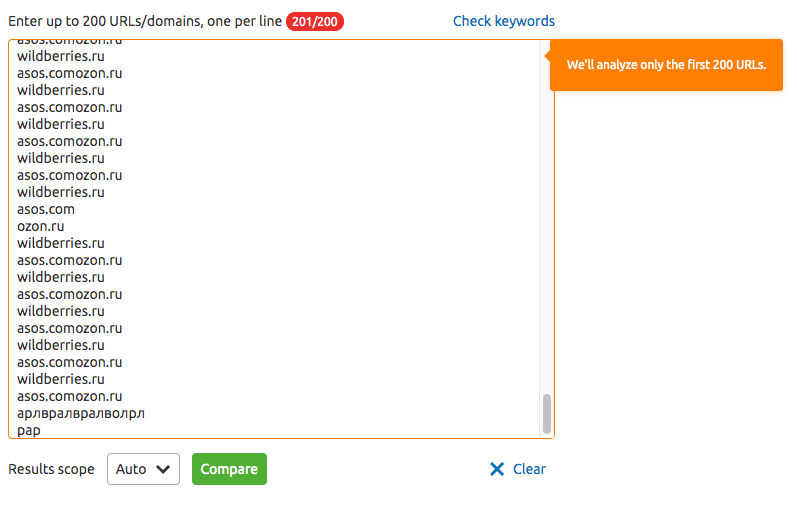 Enter up to 200 URLs/domains, one per line 201/200 Check keywords
We'll analyze only the first 200 URLs.
asos.comozon.ru
wildberries.ru
asos.comozon.ru
wildberries.ru
asos.comozon.ru
wildberries.ru
asos.comozon.ru
wildberries.ru
asos.comozon.ru
wildberries.ru
asos.com
ozon.ru
wildberries.ru
asos.comozon.ru
wildberries.ru
asos.comozon.ru
wildberries.ru
asos.comozon.ru
wildberries.ru
asos.comozon.ru
wildberries.ru
asos.comozon.ru
арлвралвралволрл
рар
Results scope Auto Compare Clear